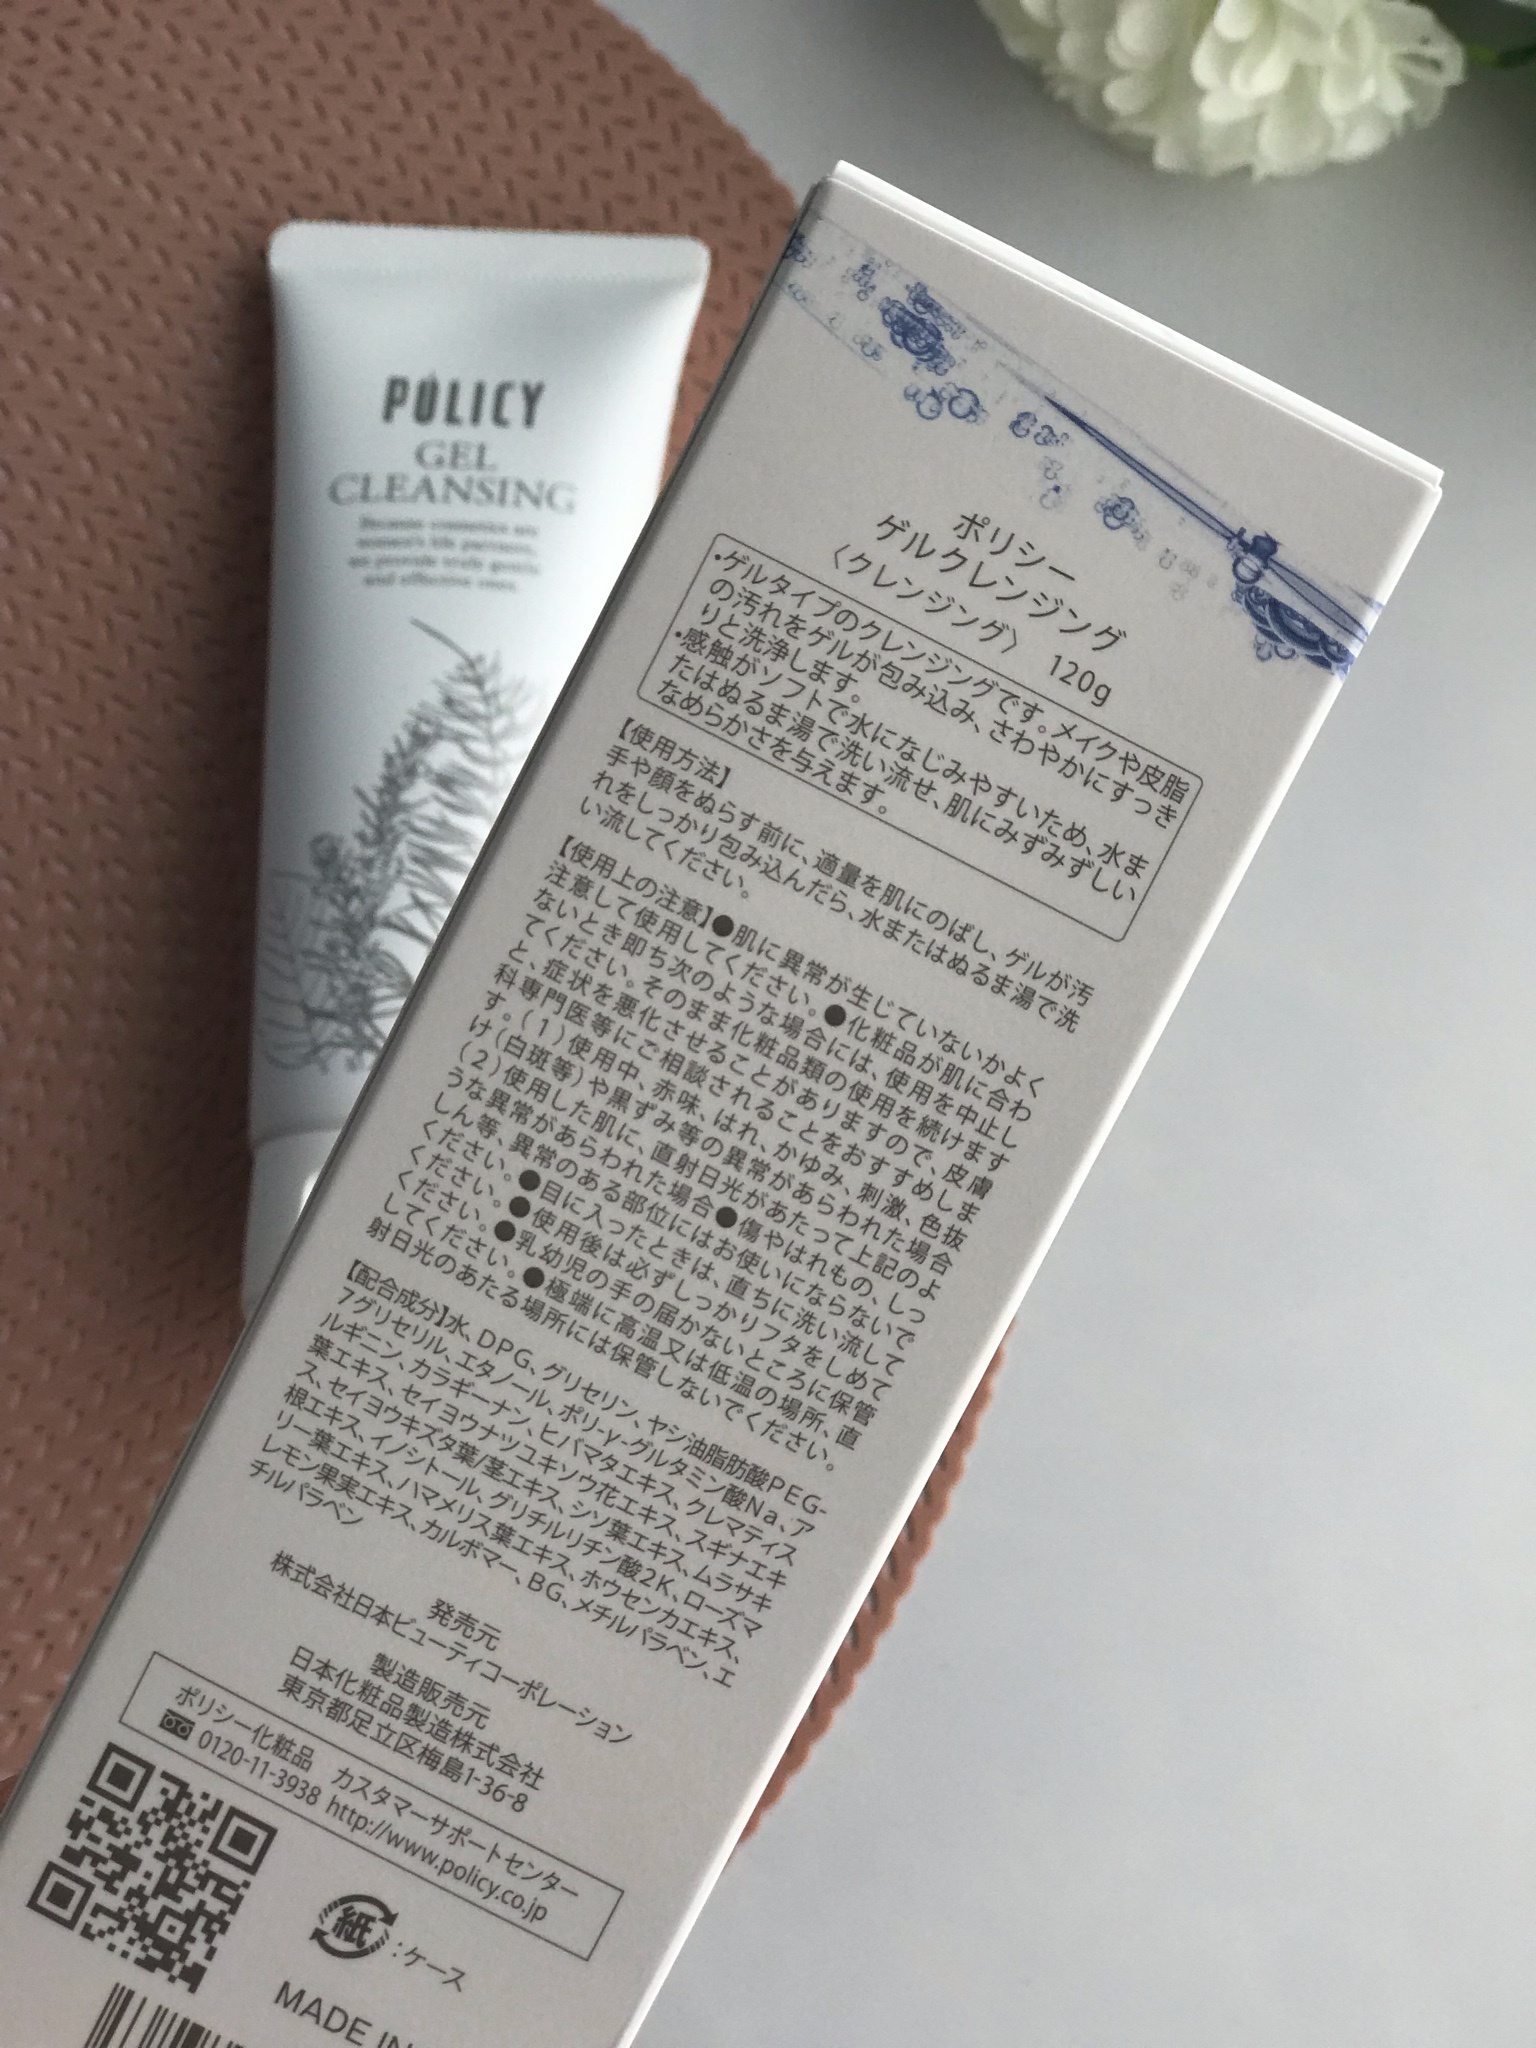 POLICY
GEL
CLEANSING
Because cosmetics are
women's life partners,
we provide truly gentle
and effective ones.
ポリシー
ゲルクレンジング
〈クレンジング〉 120g
・ゲルタイプのクレンジングです。メイクや皮脂
の汚れをゲルが包み込み、さわやかにすっき
りと洗浄します。
・感触がソフトで水になじみやすいため、水ま
たはぬるま湯で洗い流せ、肌にみずみずしい
なめらかさを与えます。
【使用方法】
手や顔をぬらす前に、適量を肌にのばし、ゲルが汚
れをしっかり包み込んだら、水またはぬるま湯で洗
い流してください。
【使用上の注意】●肌に異常が生じていないかよく
注意して使用してください。●化粧品が肌に合わ
ないとき即ち次のような場合には、使用を中止し
てください。そのまま化粧品類の使用を続けます
と、症状を悪化させることがありますので、皮膚
科専門医等にご相談されることをおすすめしま
す。(1)使用中、赤味、はれ、かゆみ、刺激、色抜
け(白斑等)や黒ずみ等の異常があらわれた場合
(2)使用した肌に、直射日光があたって上記のよ
うな異常があらわれた場合●傷やはれもの、しっ
しん等、異常のある部位にはお使いにならないで
ください。●目に入ったときは、直ちに洗い流して
ください。●使用後は必ずしっかりフタをしめて
ください。●乳幼児の手の届かないところに保管
してください。●極端に高温又は低温の場所、直
射日光のあたる場所には保管しないでください。
【配合成分】水、DPG、グリセリン、ヤシ油脂肪酸PEG-
7グリセリル、エタノール、ポリ-γ-グルタミン酸Na、ア
ルギニン、カラギーナン、ヒバマタエキス、クレマティス
葉エキス、セイヨウナツユキソウ花エキス、スギナエキ
ス、セイヨウキズタ葉/茎エキス、シソ葉エキス、ムラサキ
根エキス、イノシトール、グリチルリチン酸2K、ローズマ
リー葉エキス、ハマメリス葉エキス、ホウセンカエキス、
レモン果実エキス、カルボマー、BG、メチルパラベン、エ
チルパラベン
発売元
株式会社日本ビューティコーポレーション
製造販売元
日本化粧品製造株式会社
東京都足立区梅島1-36-8
ポリシー化粧品 カスタマーサポートセンター
0120-11-3938 http://www.policy.co.jp
紙：ケース
MADE IN